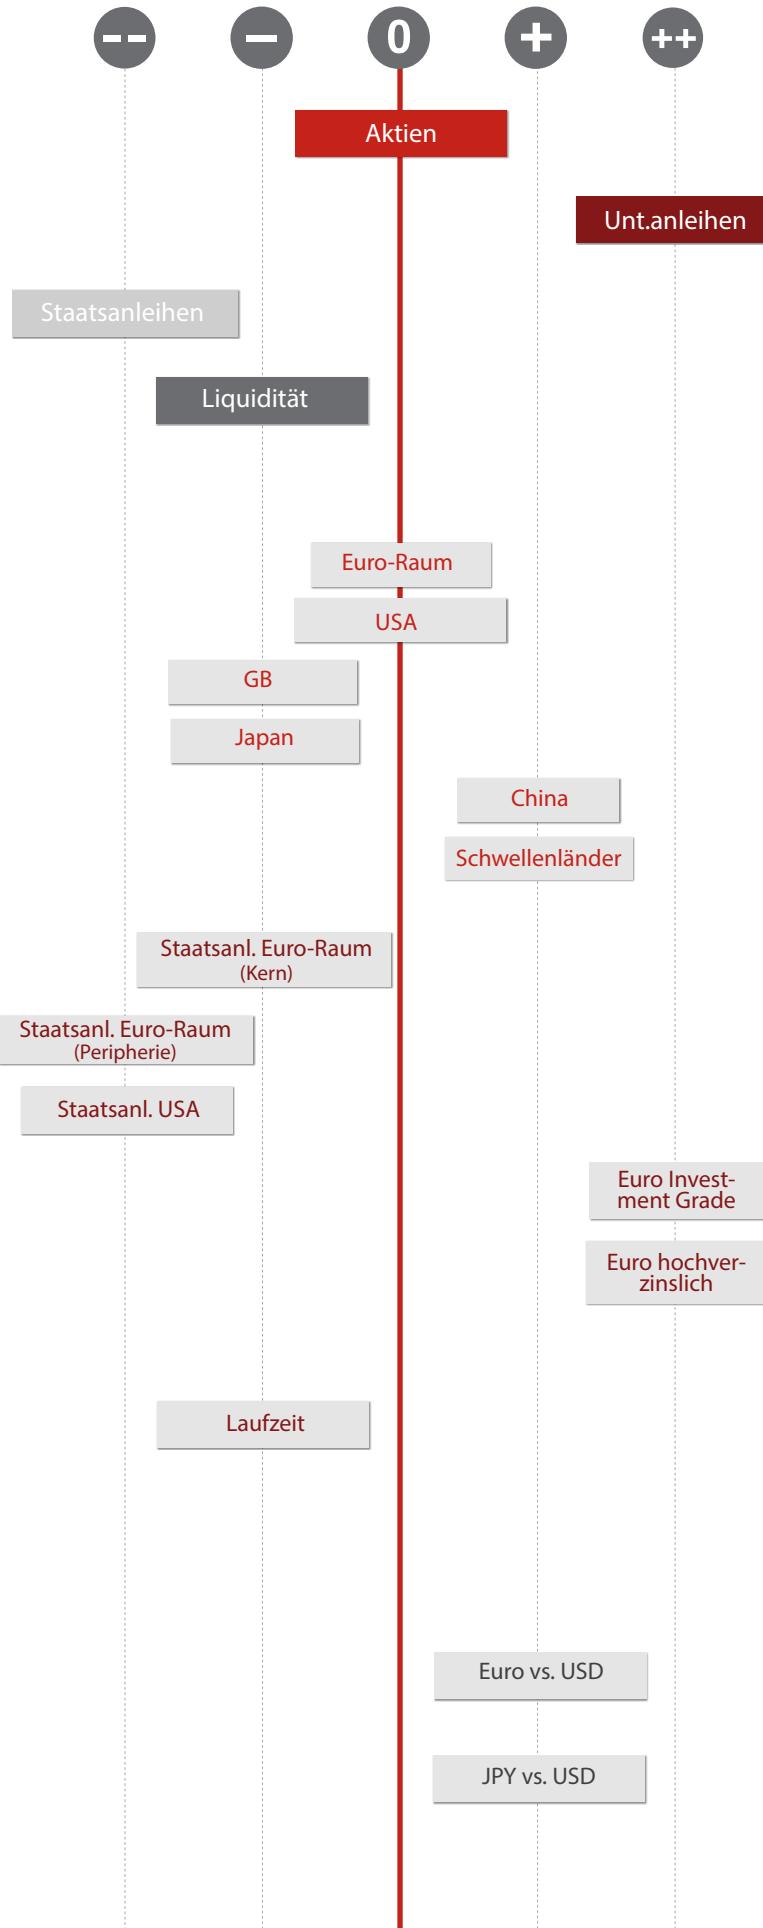 -- - 0 + ++
Aktien
Unt.anleihen
Staatsanleihen
Liquidität
Euro-Raum
USA
GB
Japan
China
Schwellenländer
Staatsanl. Euro-Raum
(Kern)
Staatsanl. Euro-Raum
(Peripherie)
Staatsanl. USA
Euro Invest-
ment Grade
Euro hochver-
zinslich
Laufzeit
Euro vs. USD
JPY vs. USD